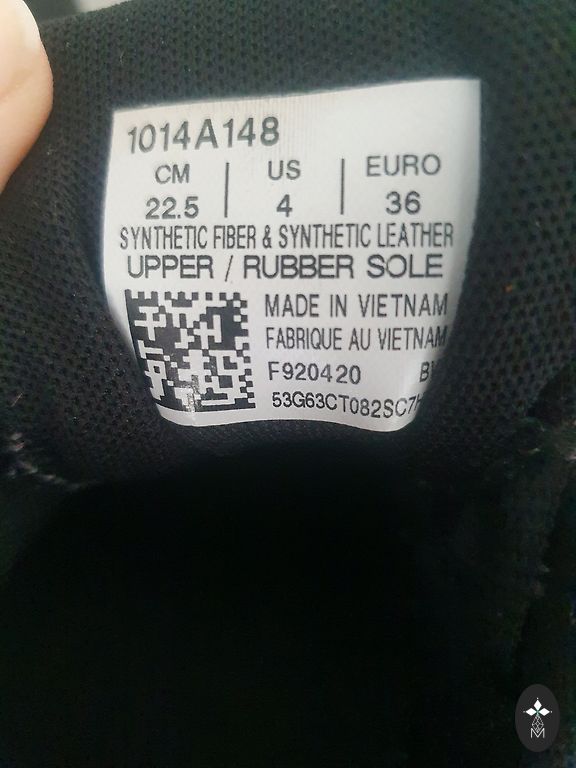 1014A148
CM | US | EURO
22.5 | 4 | 36
SYNTHETIC FIBER & SYNTHETIC LEATHER
UPPER / RUBBER SOLE
MADE IN VIETNAM
FABRIQUE AU VIETNAM
F920420
53G63CT082SC7
M